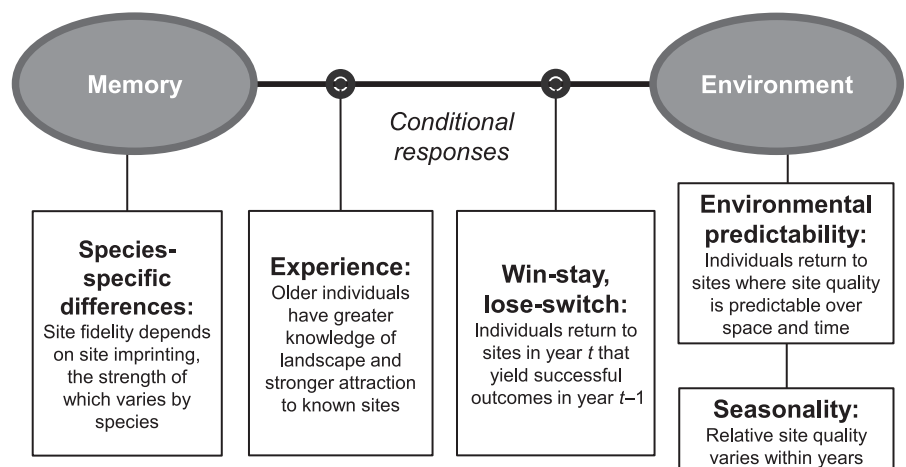 Memory
Environment
Conditional
responses
Species-
specific
differences:
Site fidelity depends
on site imprinting,
the strength of
which varies by
species
Experience:
Older individuals
have greater
knowledge of
landscape and
stronger attraction
to known sites
Win-stay,
lose-switch:
Individuals return to
sites in year t that
yield successful
outcomes in year t–1
Environmental
predictability:
Individuals return to
sites where site quality
is predictable over
space and time
Seasonality:
Relative site quality
varies within years